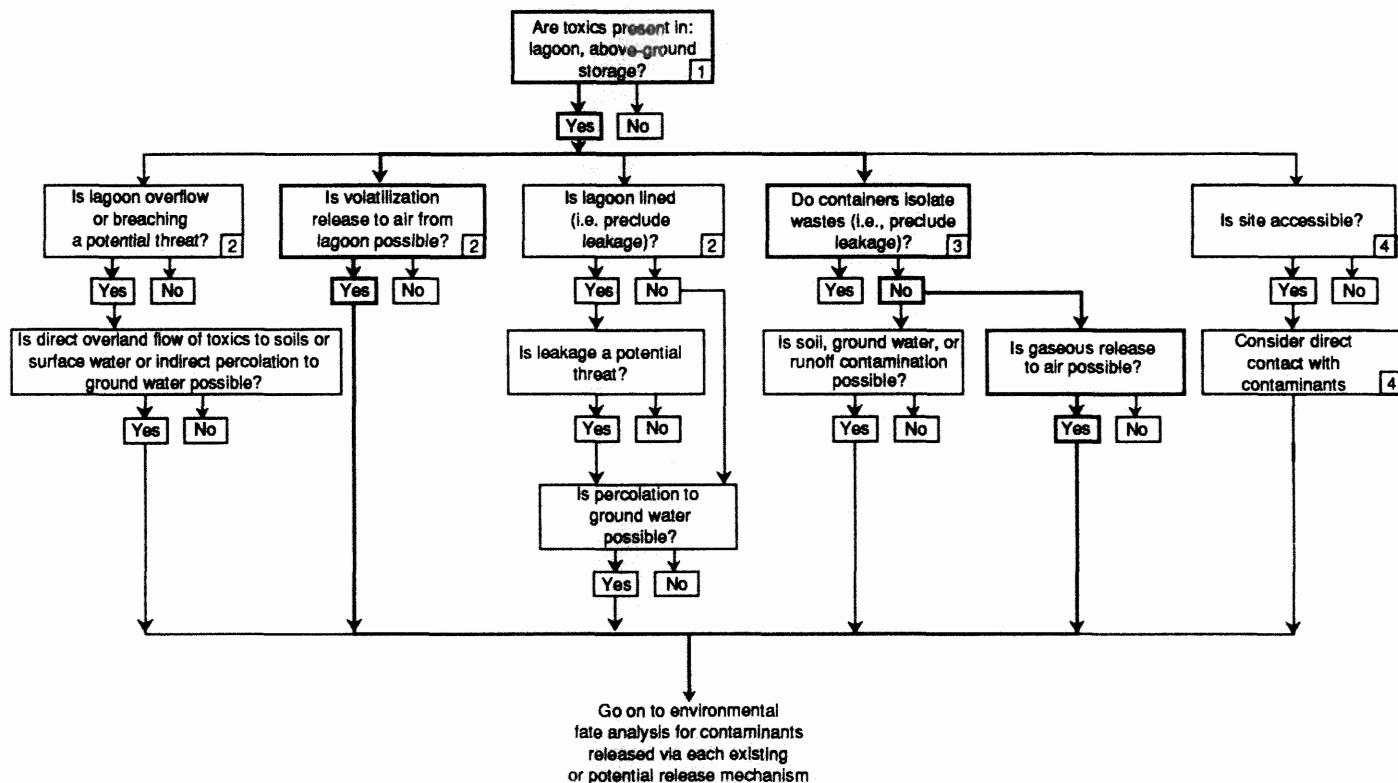 Are toxics present in:
lagoon, above-ground
storage?
1
Yes
No
Is lagoon overflow
or breaching
a potential threat?
2
Is volatilization
release to air from
lagoon possible?
2
Is lagoon lined
(i.e. preclude
leakage)?
2
Do containers isolate
wastes (i.e., preclude
leakage)?
3
Is site accessible?
4
Yes
No
Yes
No
Yes
No
Yes
No
Yes
No
Is direct overland flow of toxics to soils or
surface water or indirect percolation to
ground water possible?
Is leakage a potential
threat?
Is soil, ground water, or
runoff contamination
possible?
Is gaseous release
to air possible?
Consider direct
contact with
contaminants
4
Yes
No
Yes
No
Yes
No
Yes
No
Is percolation to
ground water
possible?
Yes
No
Go on to environmental
fate analysis for contaminants
released via each existing
or potential release mechanism